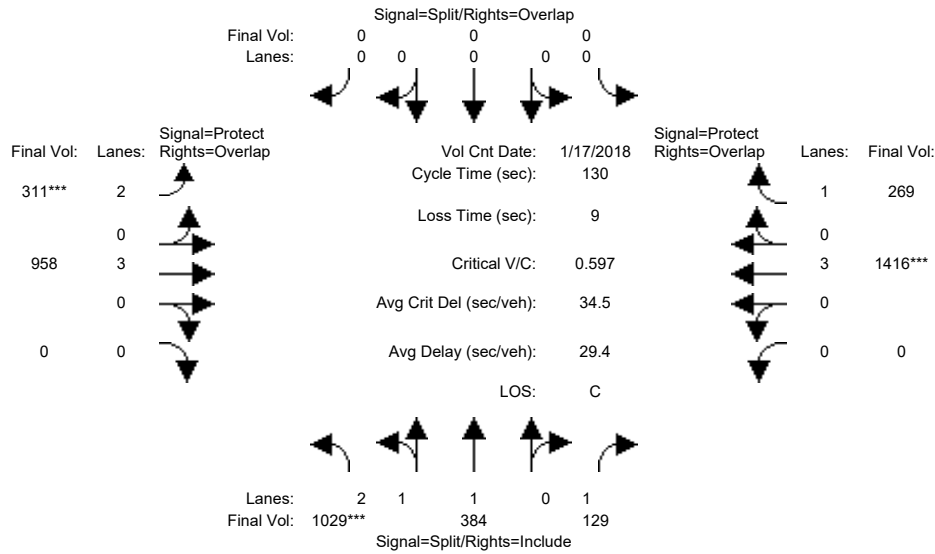 Signal=Split/Rights=Overlap
Final Vol: 0 0 0
Lanes: 0 0 0 0 0
Signal=Protect
Final Vol: Lanes: Rights=Overlap
Vol Cnt Date: 1/17/2018
Signal=Protect
Rights=Overlap Lanes: Final Vol:
Cycle Time (sec): 130
311*** 2
1 269
Loss Time (sec): 9
0
0
958 3
Critical V/C: 0.597
3 1416***
0
Avg Crit Del (sec/veh): 34.5
0
0 0
Avg Delay (sec/veh): 29.4
0 0
LOS: C
Lanes: 2 1 1 0 1
Final Vol: 1029*** 384 129
Signal=Split/Rights=Include